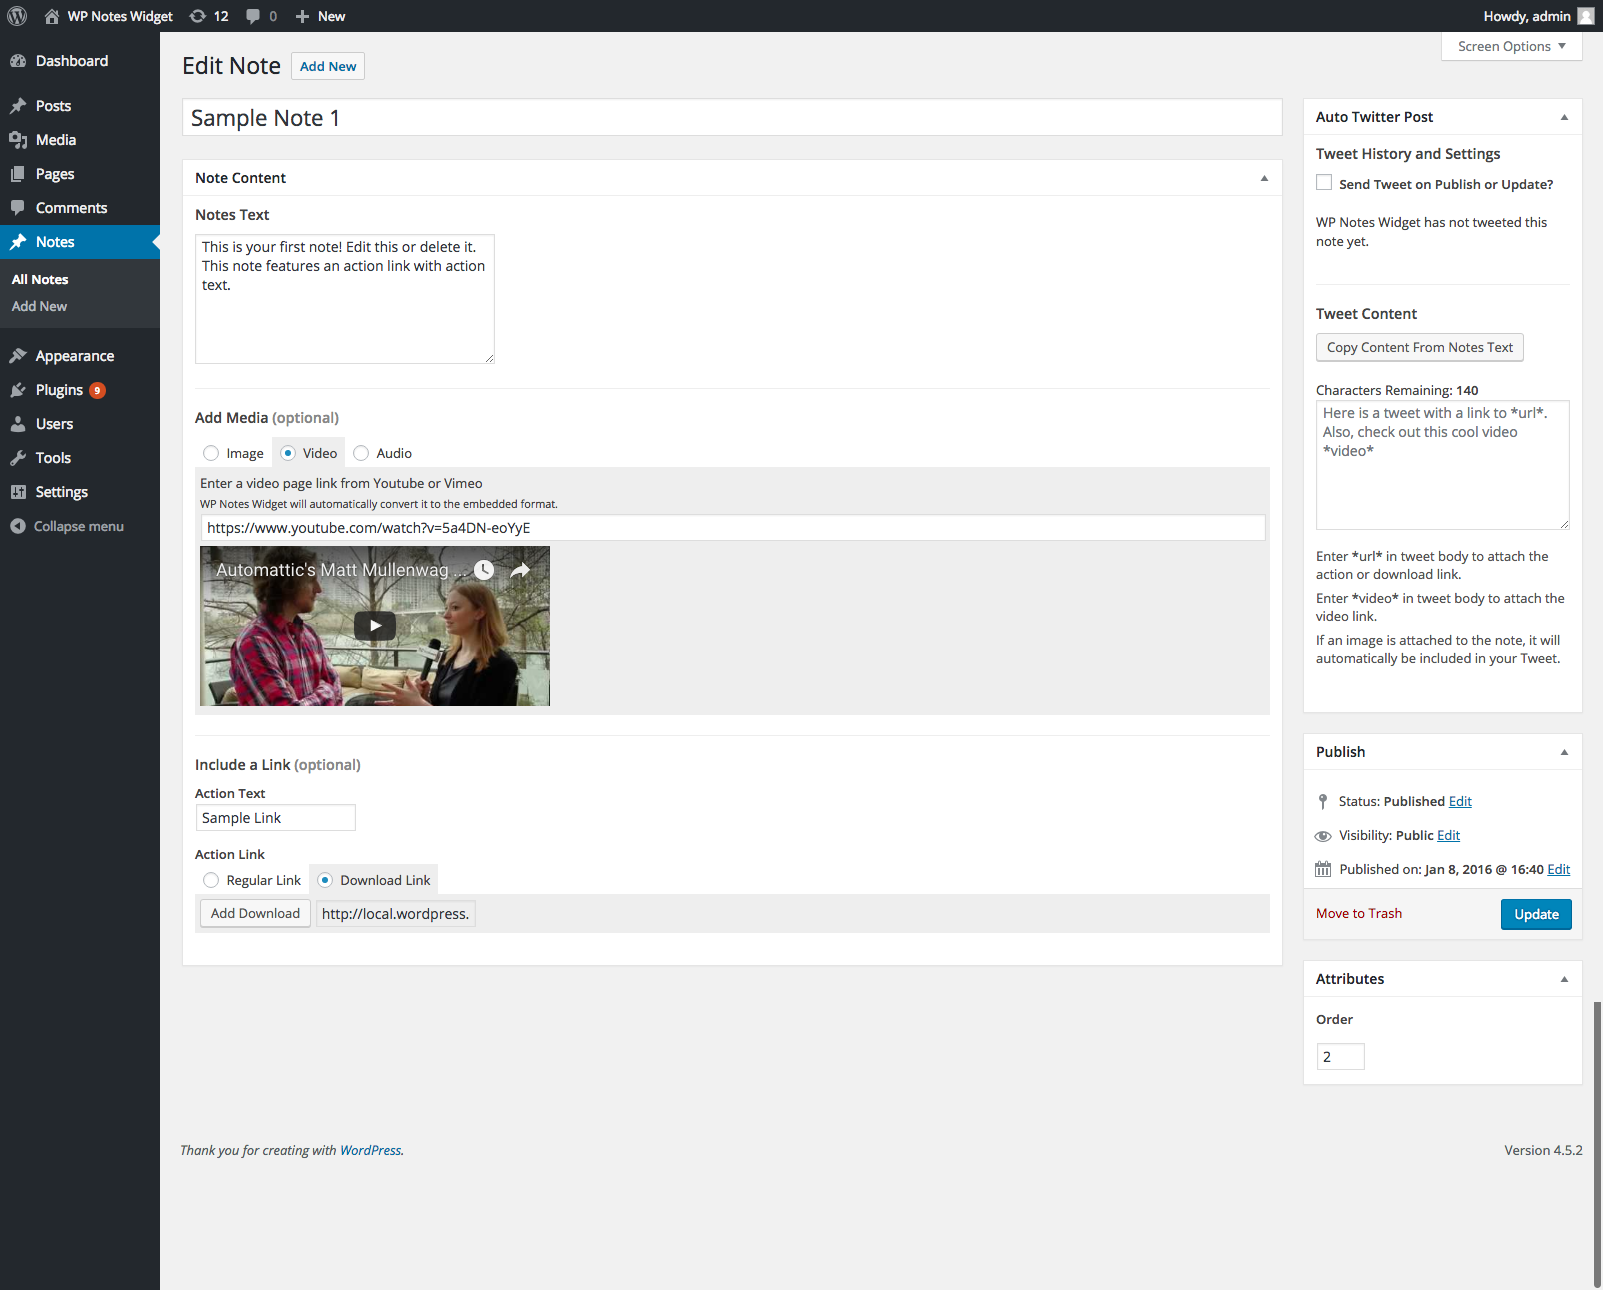 WP Notes Widget 12 0 New
Howdy, admin
Dashboard
Posts
Media
Pages
Comments
Notes
All Notes
Add New
Appearance
Plugins 9
Users
Tools
Settings
Collapse menu
Screen Options
Edit Note Add New
Sample Note 1
Note Content
Notes Text
This is your first note! Edit this or delete it.
This note features an action link with action
text.
Add Media (optional)
Image Video Audio
Enter a video page link from Youtube or Vimeo
WP Notes Widget will automatically convert it to the embedded format.
https://www.youtube.com/watch?v=5a4DN-eoYyE
Automattic's Matt Mullenwag ...
Include a Link (optional)
Action Text
Sample Link
Action Link
Regular Link Download Link
Add Download http://local.wordpress.
Auto Twitter Post
Tweet History and Settings
Send Tweet on Publish or Update?
WP Notes Widget has not tweeted this
note yet.
Tweet Content
Copy Content From Notes Text
Characters Remaining: 140
Here is a tweet with a link to *url*.
Also, check out this cool video
*video*
Enter *url* in tweet body to attach the
action or download link.
Enter *video* in tweet body to attach the
video link.
If an image is attached to the note, it will
automatically be included in your Tweet.
Publish
Status: Published Edit
Visibility: Public Edit
Published on: Jan 8, 2016 @ 16:40 Edit
Move to Trash Update
Attributes
Order
2
Thank you for creating with WordPress.
Version 4.5.2